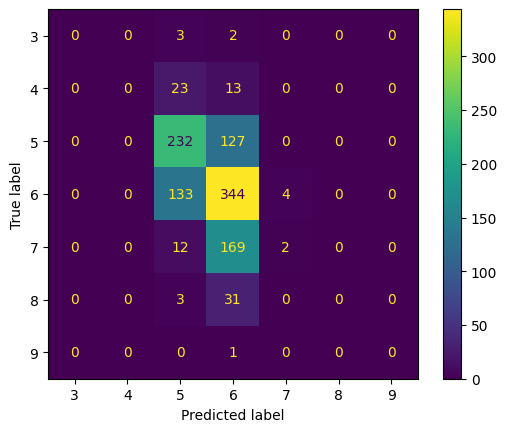 3 0 0 3 2 0 0 0
4 0 0 23 13 0 0 0
5 0 0 232 127 0 0 0
6 0 0 133 344 4 0 0
7 0 0 12 169 2 0 0
8 0 0 3 31 0 0 0
9 0 0 0 1 0 0 0
3 4 5 6 7 8 9
Predicted label
True label
300
250
200
150
100
50
0